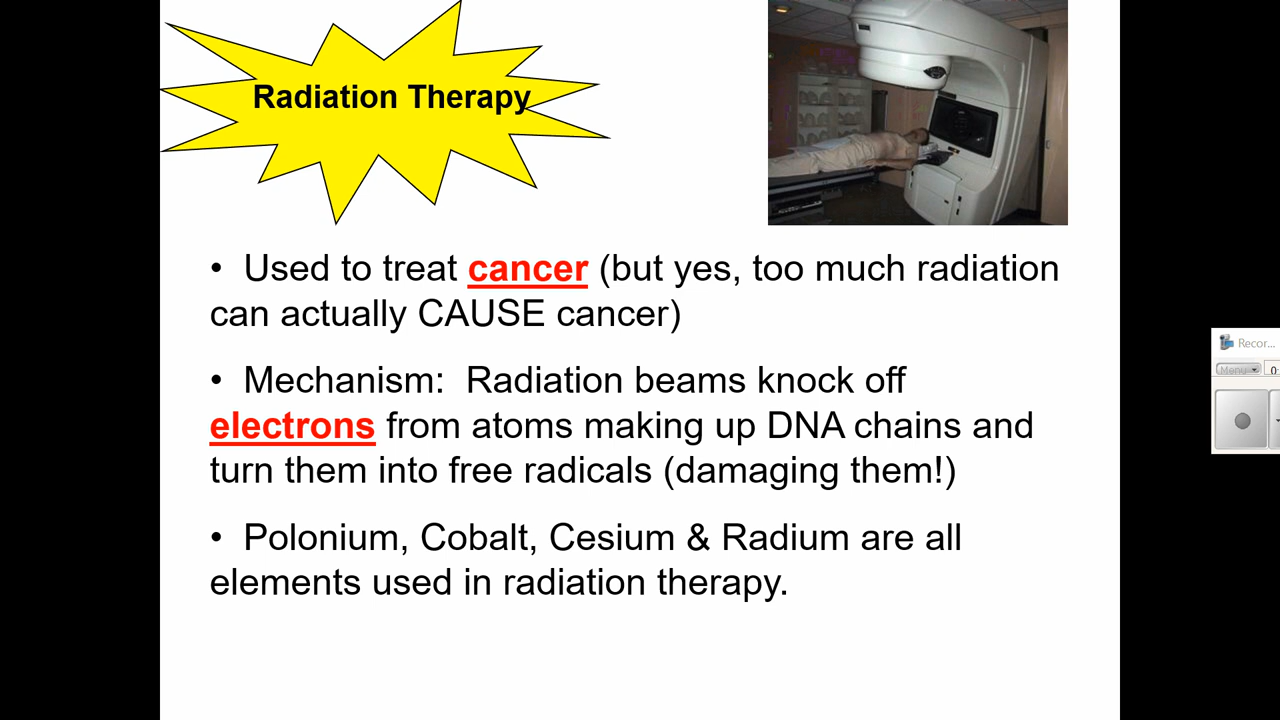 Radiation Therapy
• Used to treat cancer (but yes, too much radiation
can actually CAUSE cancer)
• Mechanism: Radiation beams knock off
electrons from atoms making up DNA chains and
turn them into free radicals (damaging them!)
• Polonium, Cobalt, Cesium & Radium are all
elements used in radiation therapy.
Recor...
Menu 0: